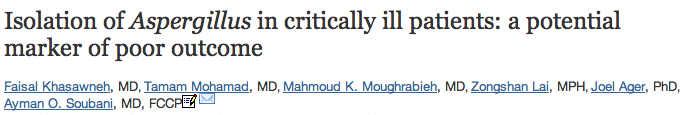 Isolation of Aspergillus in critically ill patients: a potential
marker of poor outcome
Faisal Khasawneh, MD, Tamam Mohamad, MD, Mahmoud K. Moughrabieh, MD, Zongshan Lai, MPH, Joel Ager, PhD,
Ayman O. Soubani, MD, FCCP